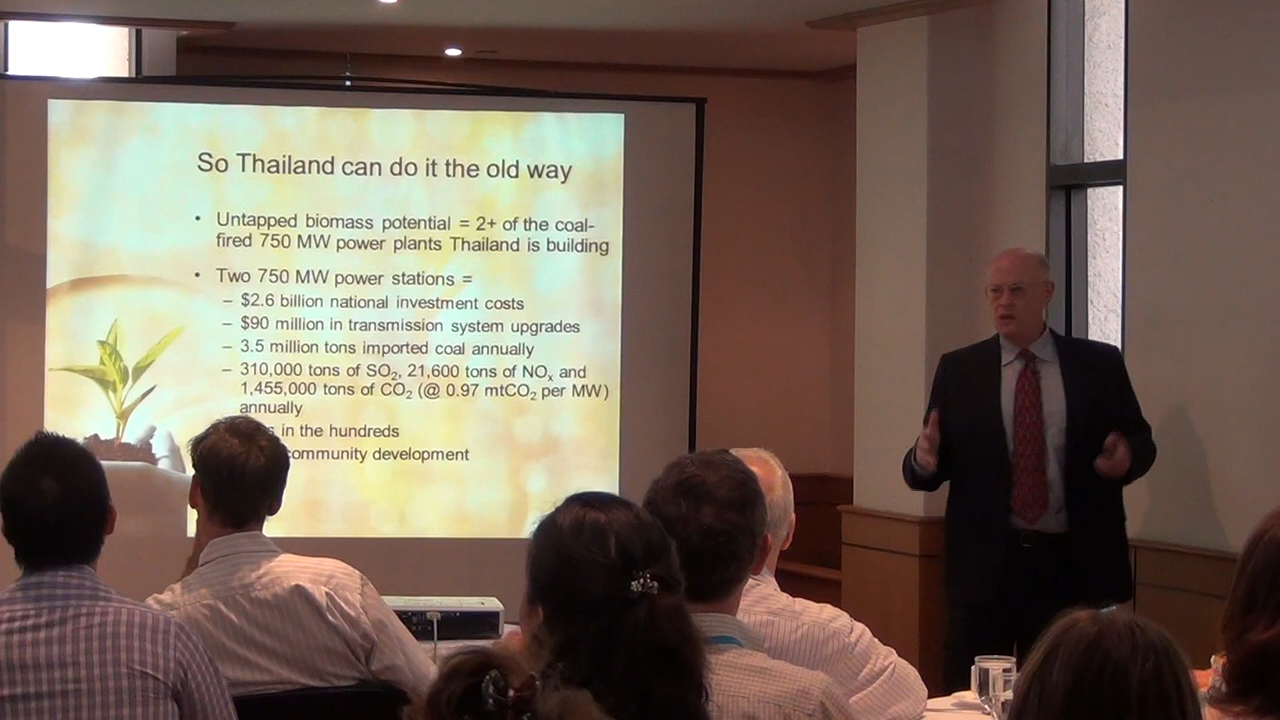 So Thailand can do it the old way
• Untapped biomass potential = 2+ of the coal-
fired 750 MW power plants Thailand is building
• Two 750 MW power stations =
– $2.6 billion national investment costs
– $90 million in transmission system upgrades
– 3.5 million tons imported coal annually
– 310,000 tons of SO₂, 21,600 tons of NOₓ and
1,455,000 tons of CO₂ (@ 0.97 mtCO₂ per MW)
annually
in the hundreds
community development